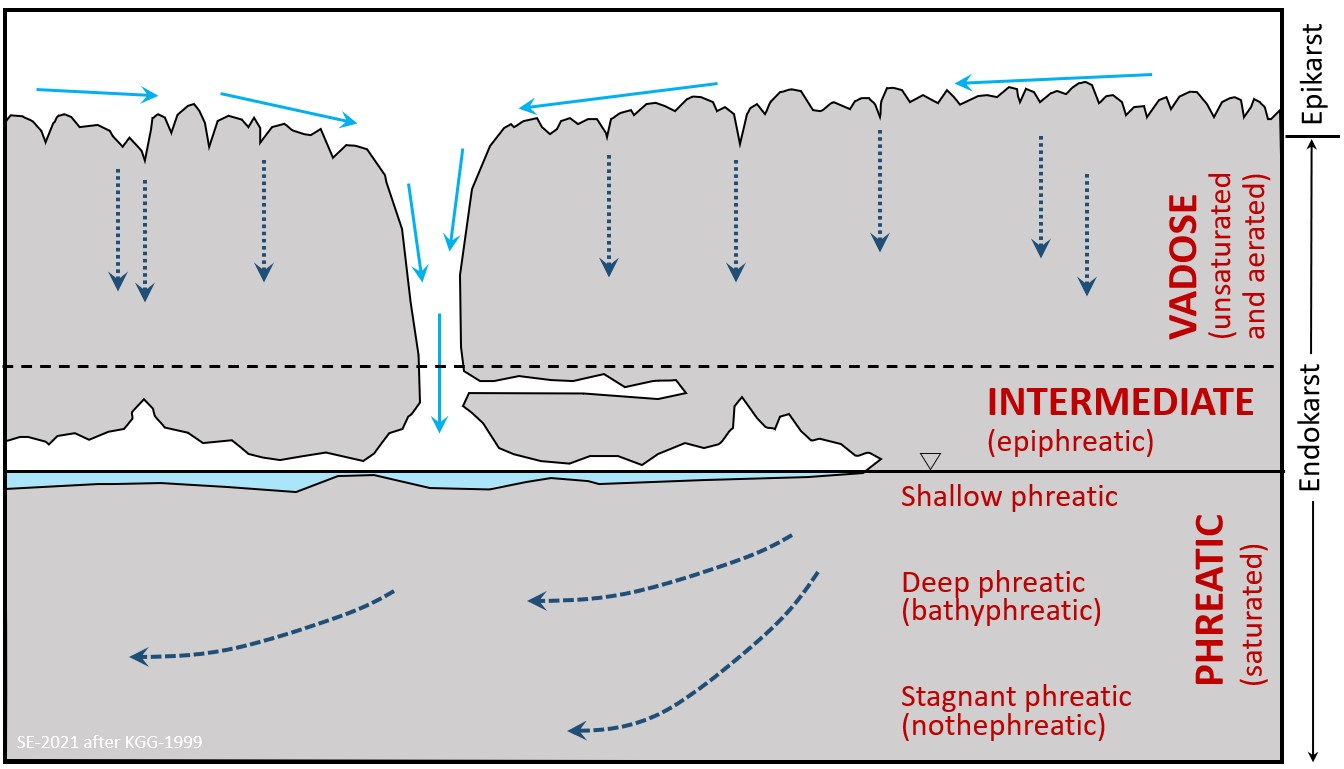 Epikarst
VADOSE
(unsaturated
and aerated)
INTERMEDIATE
(epiphreatic)
Endokarst
Shallow phreatic
Deep phreatic
(bathyphreatic)
PHREATIC
(saturated)
Stagnant phreatic
(nothephreatic)
SE-2021 after KGG-1999